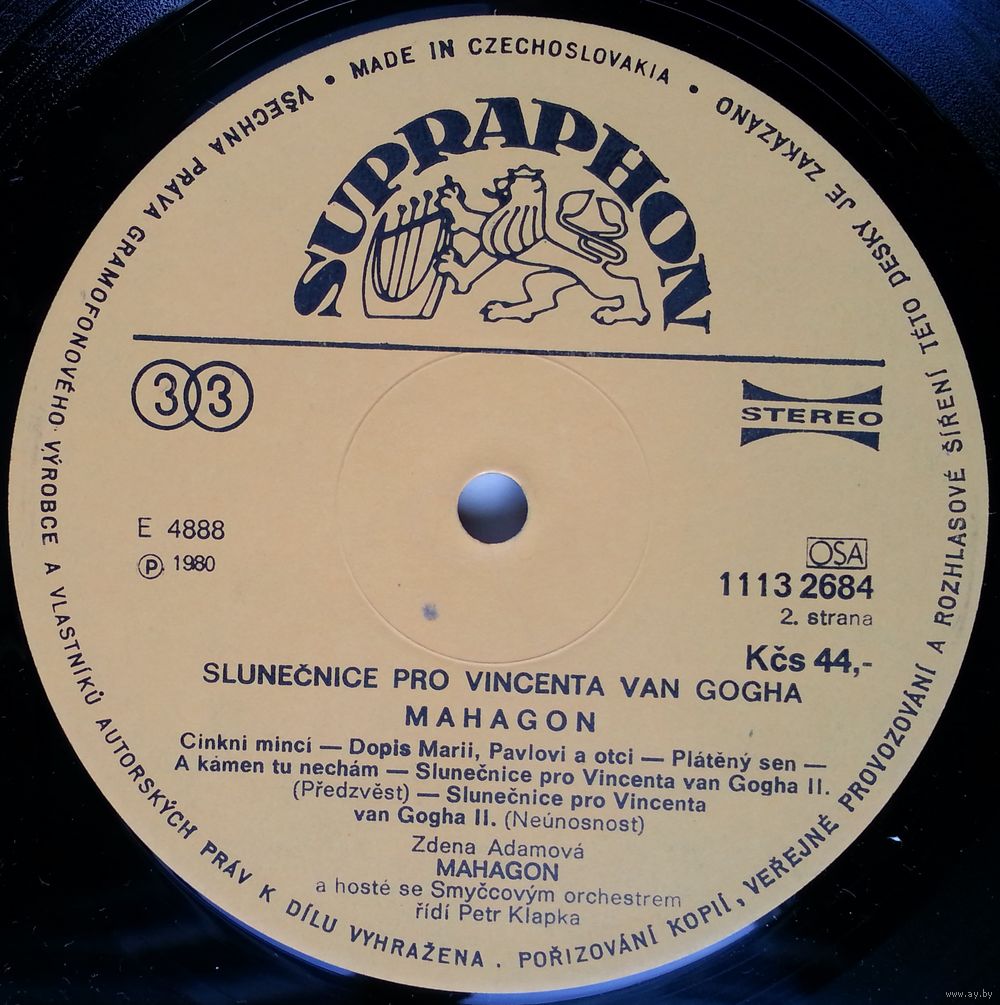 VŠECHNA PRÁVA GRAMOFONOVÉHO VÝROBCE A VLASTNÍKŮ AUTORSKÝCH PRÁV K DÍLU VYHRAŽENA . POŘIZOVÁNÍ KOPIÍ, VEŘEJNÉ PROVOZOVÁNÍ A ROZHLASOVÉ ŠÍŘENÍ TÉTO DESKY JE ZAKÁZÁNO • MADE IN CZECHOSLOVAKIA •
SUPRAPHON
33
STEREO
E 4888
Ⓟ 1980
OSA
1113 2684
2. strana
Kčs 44,-
SLUNEČNICE PRO VINCENTA VAN GOGHA
MAHAGON
Cinkni mincí — Dopis Marii, Pavlovi a otci — Plátěný sen —
A kámen tu nechám — Slunečnice pro Vincenta van Gogha II.
(Předzvěst) — Slunečnice pro Vincenta
van Gogha II. (Neúnosnost)
Zdena Adamová
MAHAGON
a hosté se Smyčcovým orchestrem
řídí Petr Klapka
www.ay.by